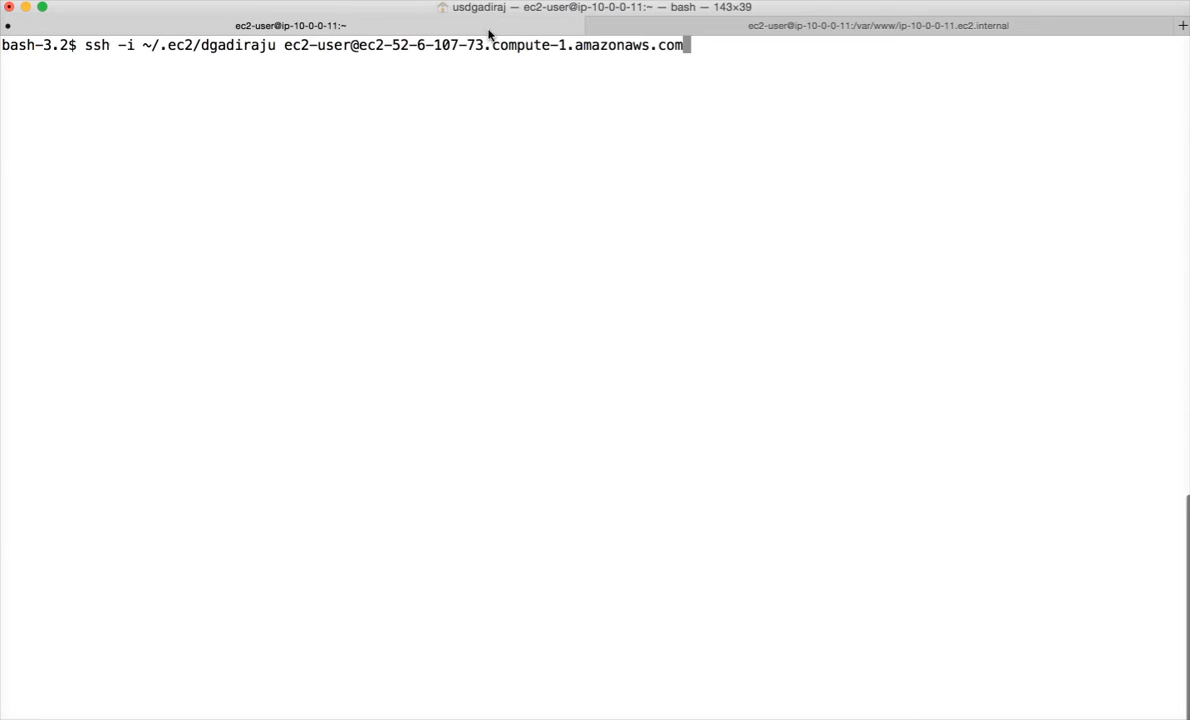 usdgadiraj — ec2-user@ip-10-0-0-11:~ — bash — 143×39
ec2-user@ip-10-0-0-11:~
ec2-user@ip-10-0-0-11:/var/www/ip-10-0-0-11.ec2.internal
bash-3.2$ ssh -i ~/.ec2/dgadiraju ec2-user@ec2-52-6-107-73.compute-1.amazonaws.com